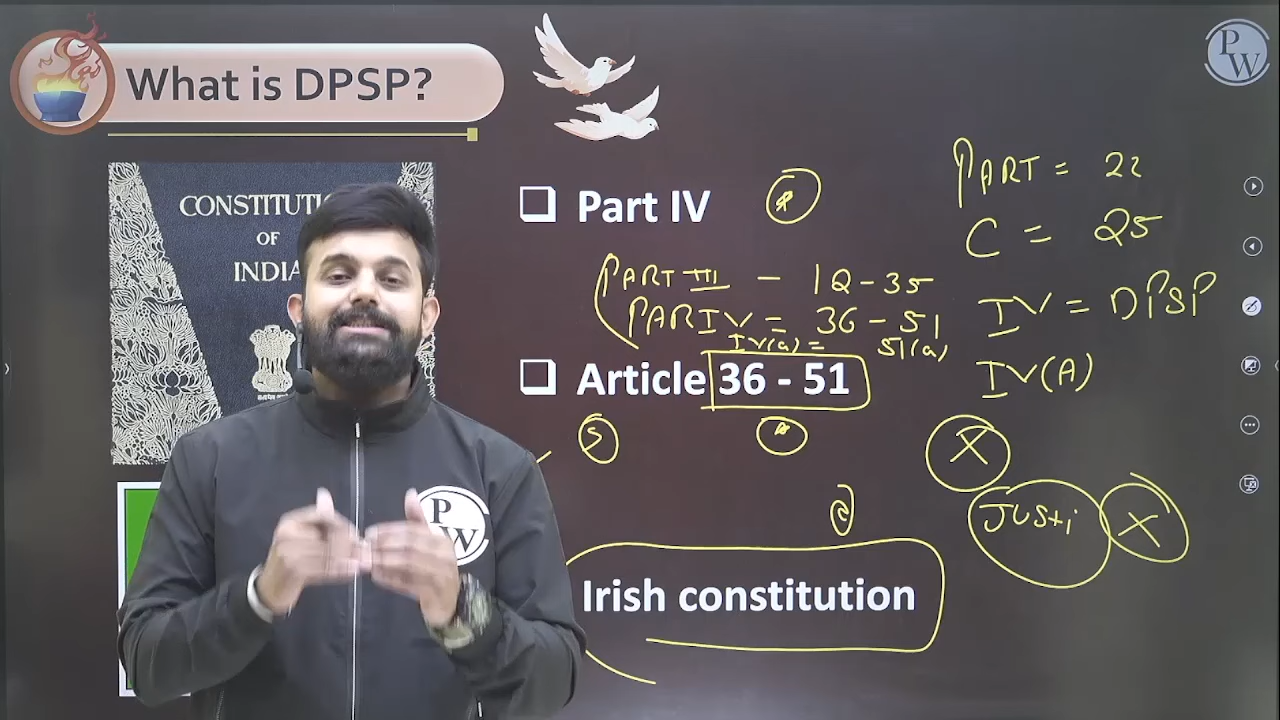 What is DPSP?
PW
CONSTITUTI
OF
INDIA
Part IV
PART III - 12-35
PART IV = 36-51
IV(a) = 51(a)
Article 36 - 51
Irish constitution
PART = 22
C = 25
IV = DPSP
IV(A)
X
Justi X
PW